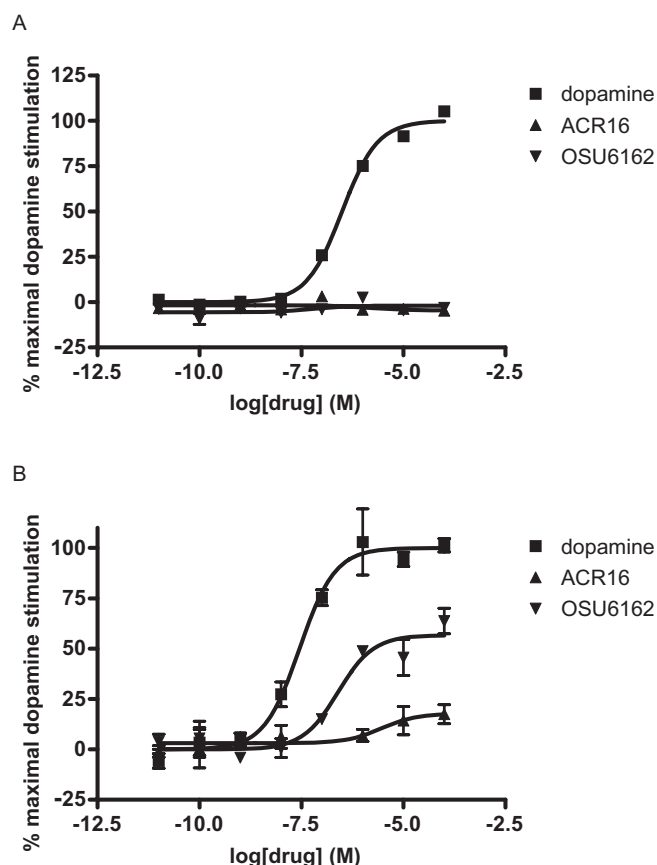 A
% maximal dopamine stimulation
125
100
75
50
25
0
-25
-12.5
-10.0
-7.5
-5.0
-2.5
log[drug] (M)
dopamine
ACR16
OSU6162
B
% maximal dopamine stimulation
100
75
50
25
0
-25
-12.5
-10.0
-7.5
-5.0
-2.5
log[drug] (M)
dopamine
ACR16
OSU6162